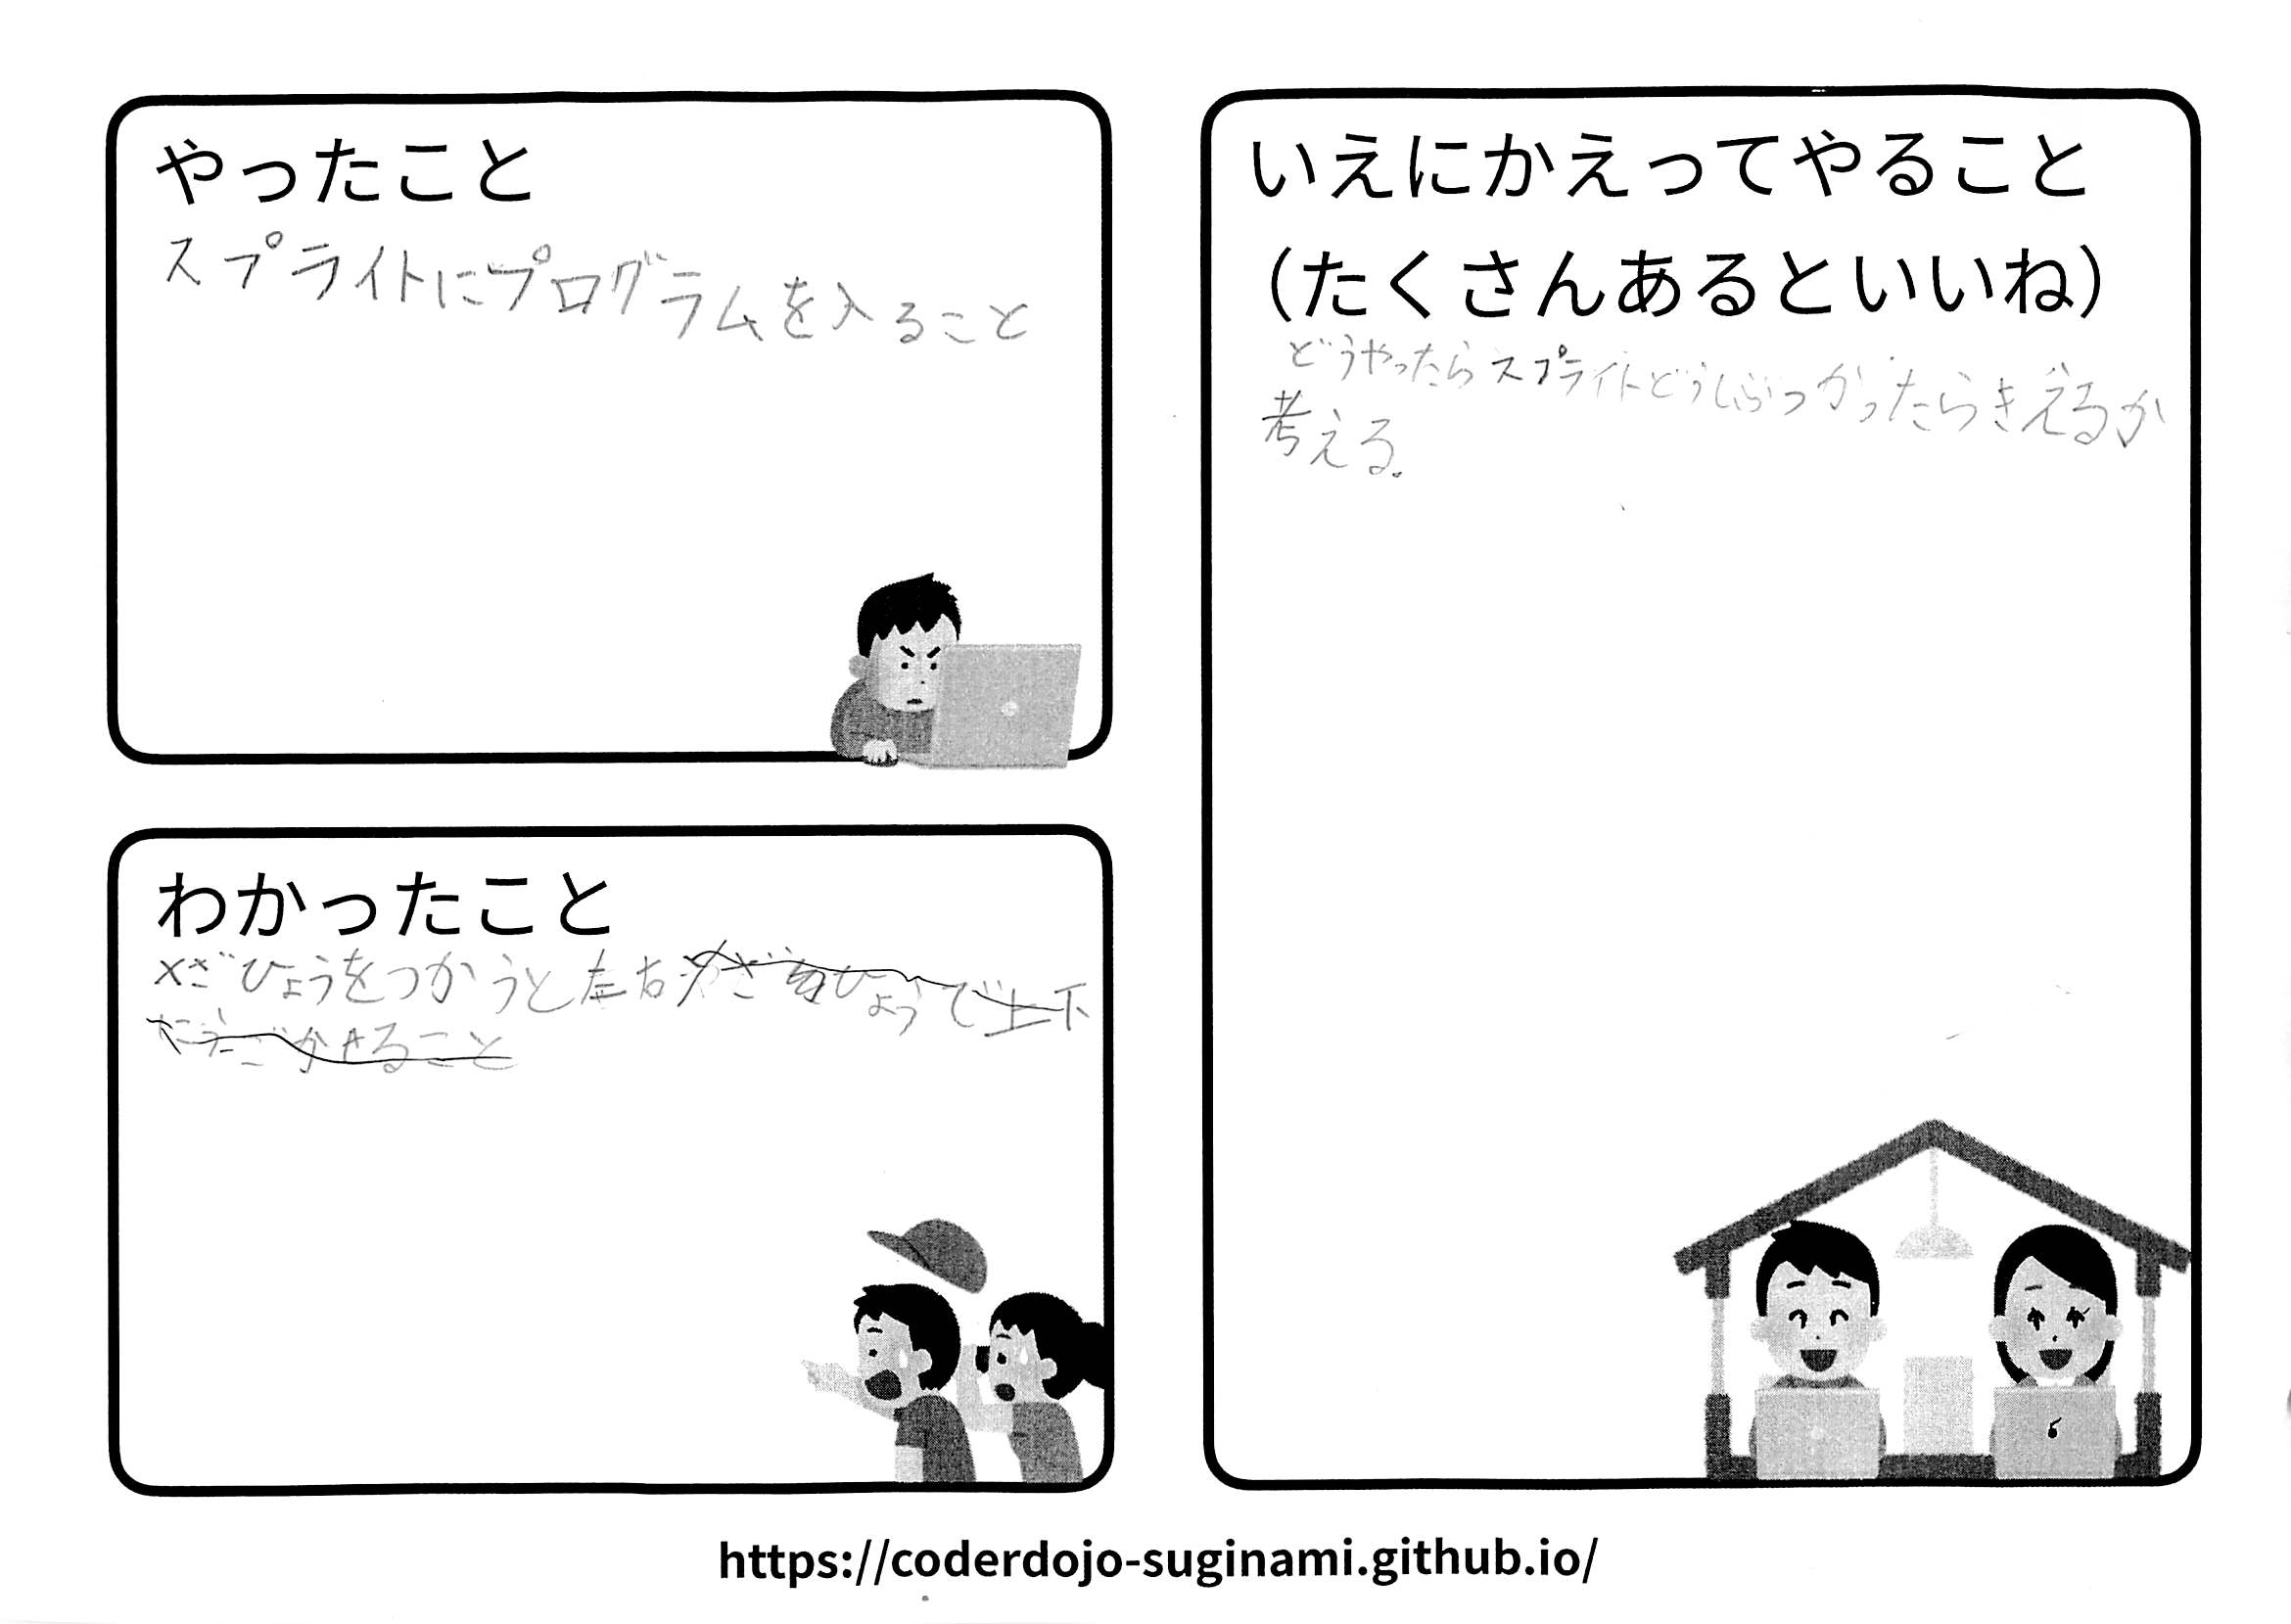 やったこと
スプライトにプログラムを入ること
わかったこと
xざひょうをつかうと左右yざひょうで上下
にうごかせること
いえにかえってやること
(たくさんあるといいね)
どうやったらスプライトどうしぶつかったらきえるか
考える。
https://coderdojo-suginami.github.io/